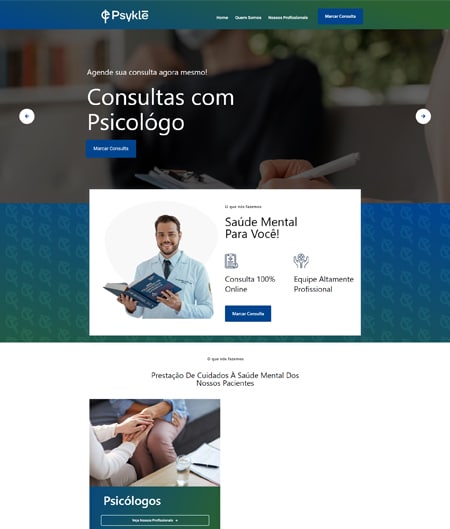 Psyklē
Home Quem Somos Nossos Profissionais Marcar Consulta
Agende sua consulta agora mesmo!
Consultas com
Psicológo
Marcar Consulta
O que nós fazemos
Saúde Mental
Para Você!
Consulta 100%
Online
Equipe Altamente
Profissional
Marcar Consulta
O que nós fazemos
Prestação De Cuidados À Saúde Mental Dos
Nossos Pacientes
Psicólogos
Veja Nossos Profissionais